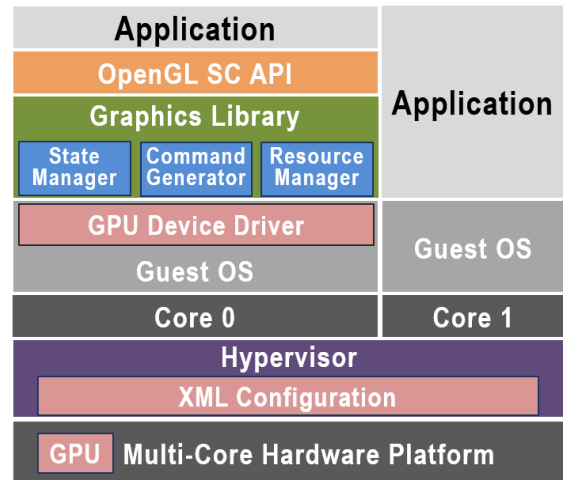 Application
OpenGL SC API
Graphics Library
State
Manager
Command
Generator
Resource
Manager
GPU Device Driver
Guest OS
Core 0
Application
Guest OS
Core 1
Hypervisor
XML Configuration
GPU
Multi-Core Hardware Platform